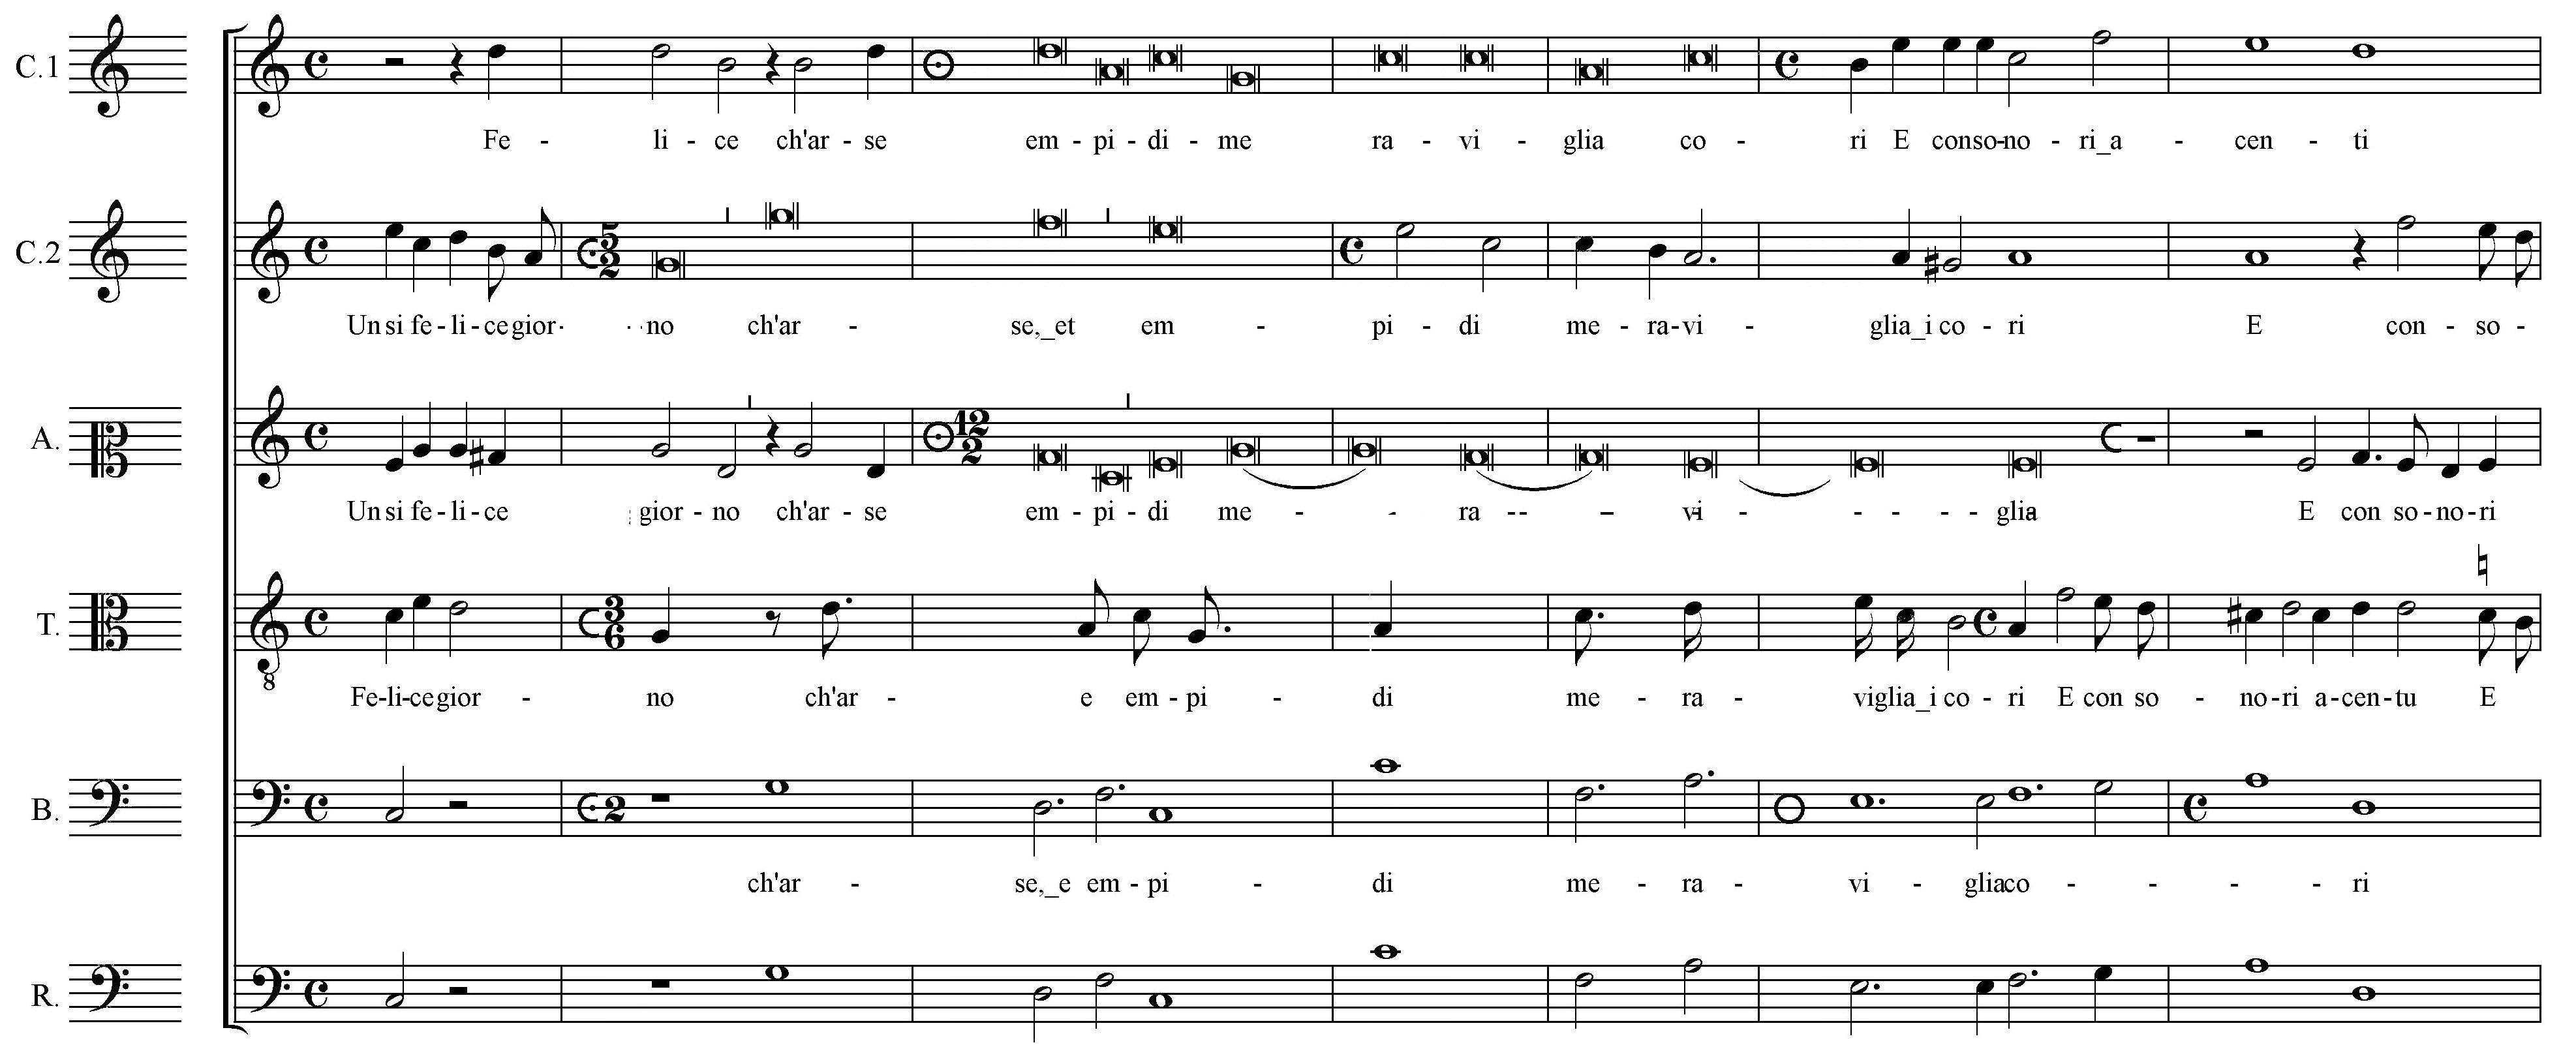 C.1
Fe - li - ce ch'ar - se em - pi - di - me ra - vi - glia co - ri E conso-no - ri_a - cen - ti
C.2
5
2
Un si fe - li - ce gior - - no ch'ar - se,_et em - pi - di me - ra - vi - glia_i co - ri E con - so -
A.
12
2
Un si fe - li - ce gior - no ch'ar - se em - pi - di me - - ra - - - vi - - - - - glia E con so - no - ri
T.
8
3
6
Fe-li-ce gior - no ch'ar - e em - pi - di me - ra - viglia_i co - ri E con so - no - ri a - cen - tu E
B.
2
ch'ar - se,_e em - pi - di me - ra - vi - gliaco - - - - ri
R.